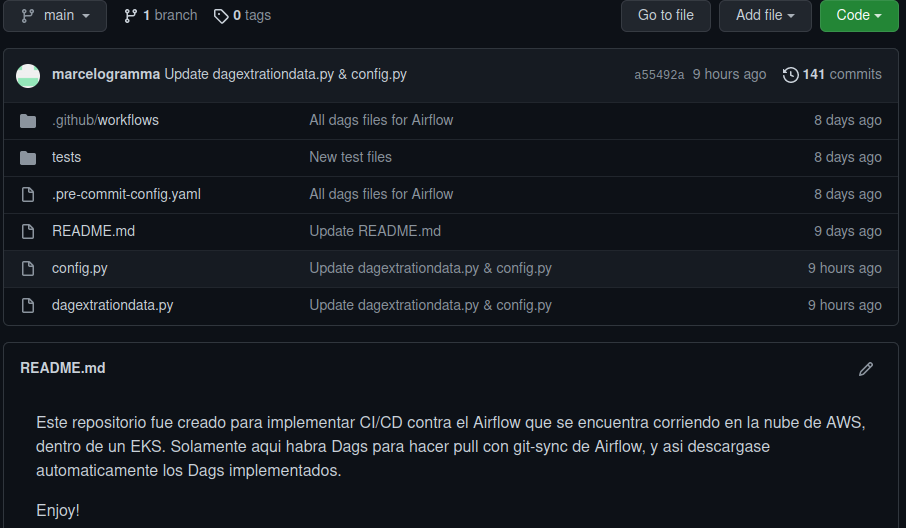 main 1 branch 0 tags Go to file Add file Code
marcelogramma Update dagextrationdata.py & config.py a55492a 9 hours ago 141 commits
.github/workflows All dags files for Airflow 8 days ago
tests New test files 8 days ago
.pre-commit-config.yaml All dags files for Airflow 8 days ago
README.md Update README.md 9 days ago
config.py Update dagextrationdata.py & config.py 9 hours ago
dagextrationdata.py Update dagextrationdata.py & config.py 9 hours ago
README.md
Este repositorio fue creado para implementar CI/CD contra el Airflow que se encuentra corriendo en la nube de AWS,
dentro de un EKS. Solamente aqui habra Dags para hacer pull con git-sync de Airflow, y asi descargase
automaticamente los Dags implementados.
Enjoy!